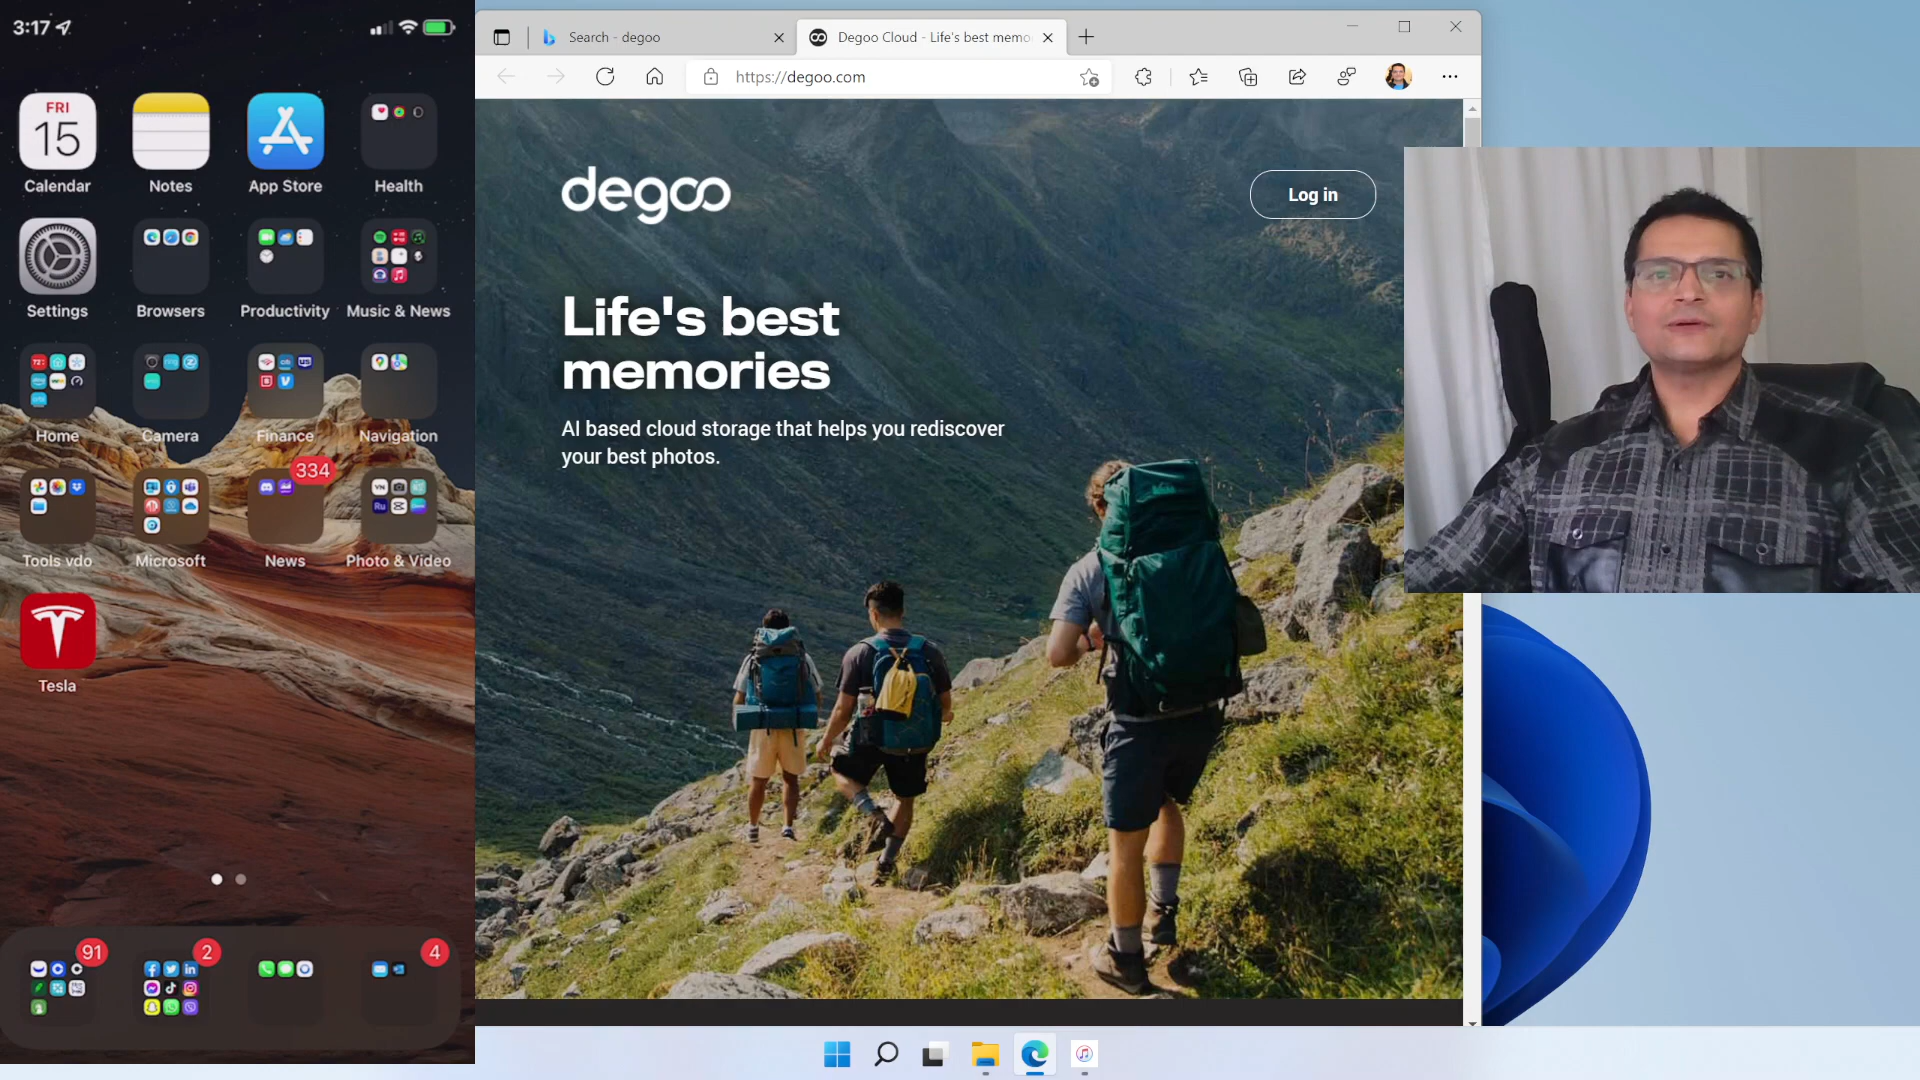 3:17
FRI
15
Calendar
Notes
App Store
Health
Settings
Browsers
Productivity
Music & News
Home
Camera
Finance
Navigation
334
Tools vdo
Microsoft
News
Photo & Video
Tesla
91
2
4
Search - degoo
Degoo Cloud - Life's best memo
https://degoo.com
degoo
Log in
Life's best
memories
AI based cloud storage that helps you rediscover
your best photos.